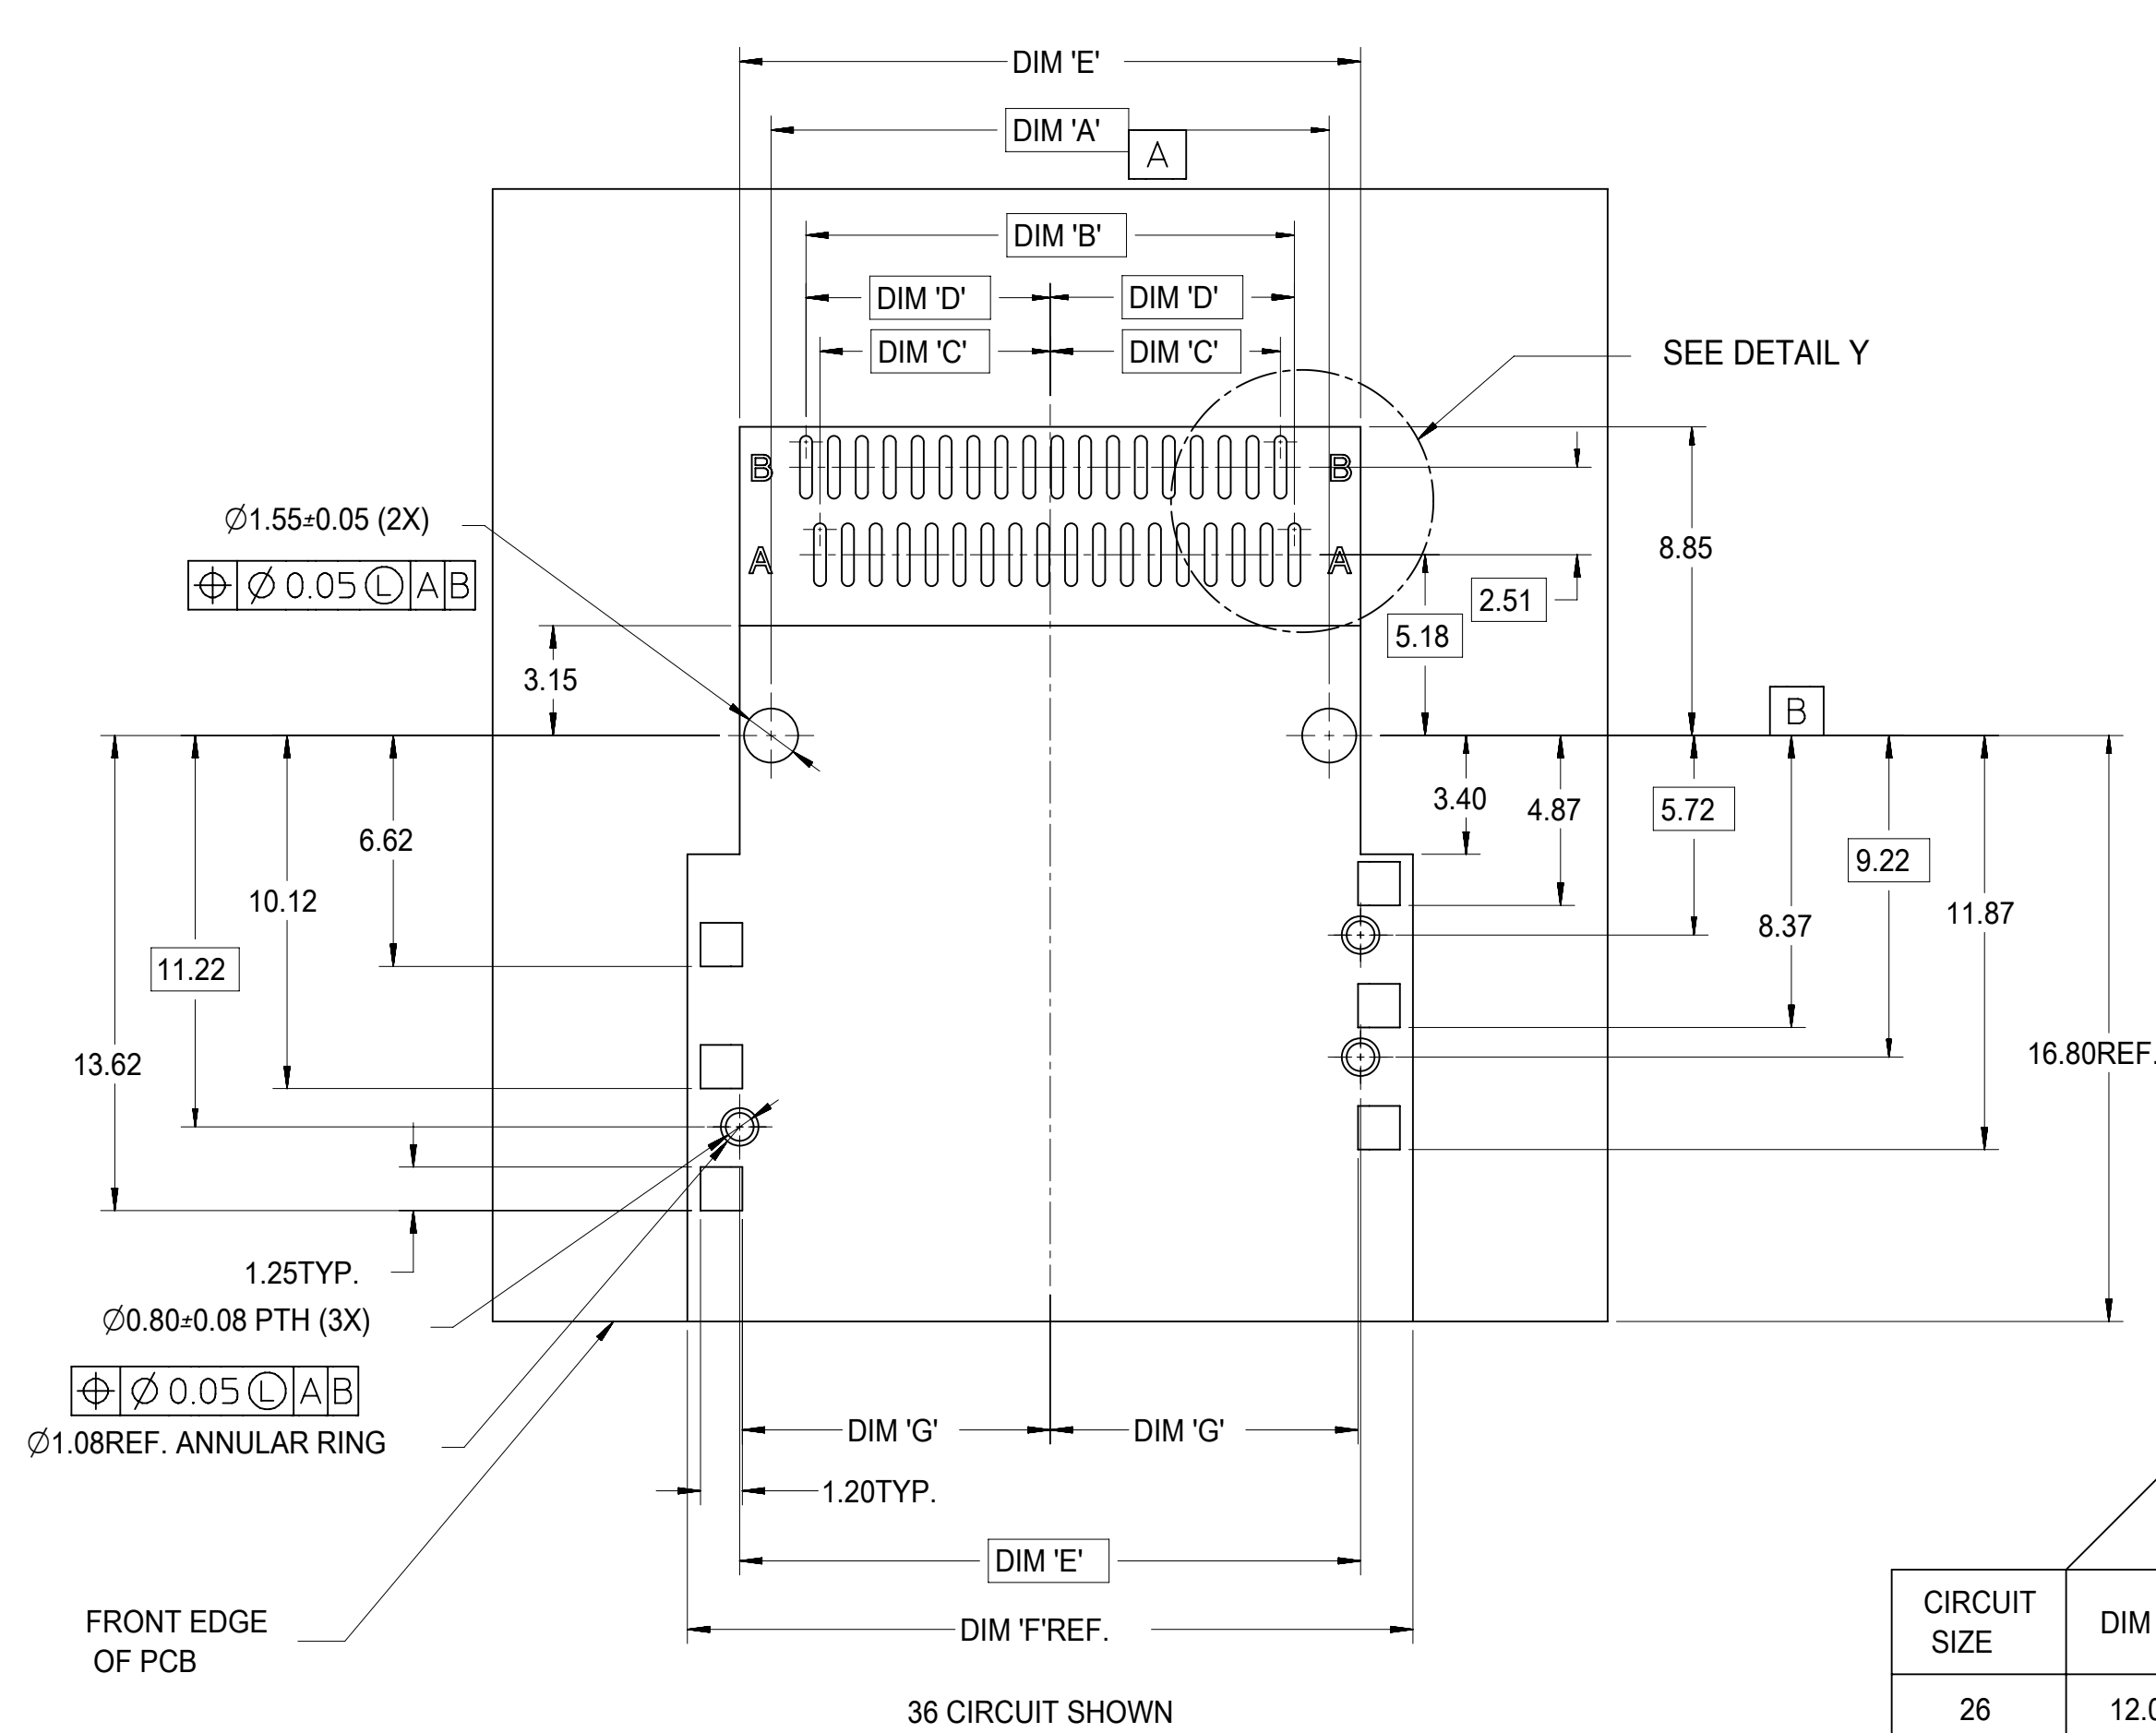 DIM 'E'
DIM 'A'
A
DIM 'B'
DIM 'D' DIM 'D'
DIM 'C' DIM 'C'
SEE DETAIL Y
B B
A A
Ø1.55±0.05 (2X)
⌖ Ø 0.05 Ⓛ A B
8.85
2.51
5.18
3.15
B
3.40
4.87
5.72
9.22
6.62
10.12
11.22
13.62
8.37
11.87
16.80REF.
1.25TYP.
Ø0.80±0.08 PTH (3X)
⌖ Ø 0.05 Ⓛ A B
Ø1.08REF. ANNULAR RING
DIM 'G' DIM 'G'
1.20TYP.
DIM 'E'
DIM 'F'REF.
FRONT EDGE
OF PCB
36 CIRCUIT SHOWN
CIRCUIT
SIZE
DIM
26 12.0